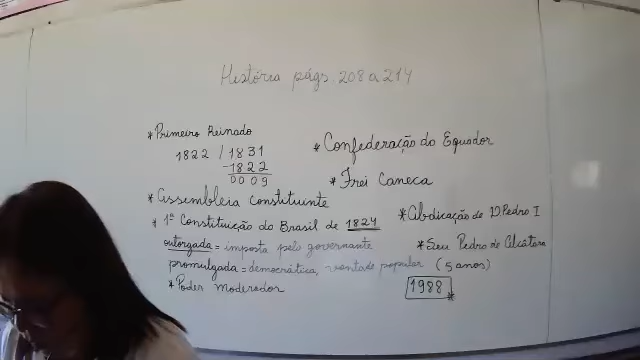 História págs. 208 a 214
* Primeiro Reinado
1822 / 1831
-1822
0009
* Confederação do Equador
* Frei Caneca
* Assembleia Constituinte
* 1ª Constituição do Brasil de 1824
outorgada = imposta pelo governante
promulgada = democrática, vontade popular
* Poder moderador
* Abdicação de D. Pedro I
* Seu Pedro de Alcântara
(5 anos)
1988 *